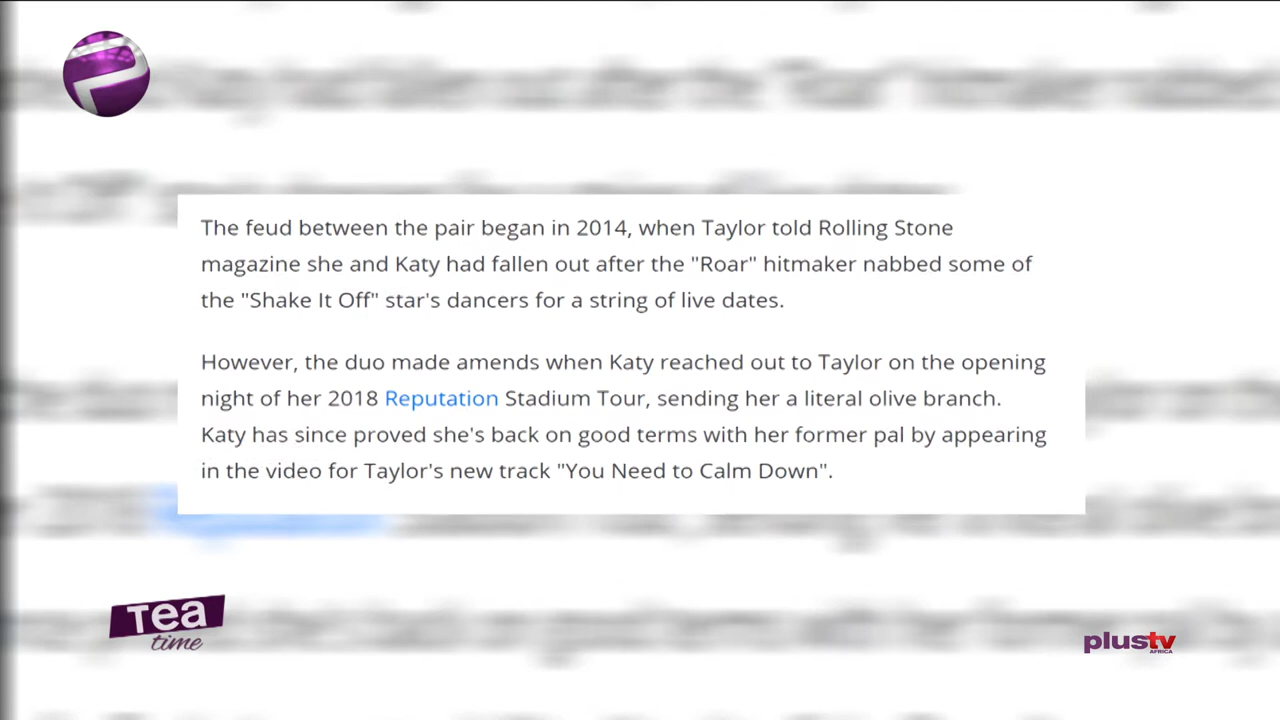 The feud between the pair began in 2014, when Taylor told Rolling Stone
magazine she and Katy had fallen out after the "Roar" hitmaker nabbed some of
the "Shake It Off" star's dancers for a string of live dates.
However, the duo made amends when Katy reached out to Taylor on the opening
night of her 2018 Reputation Stadium Tour, sending her a literal olive branch.
Katy has since proved she's back on good terms with her former pal by appearing
in the video for Taylor's new track "You Need to Calm Down".
Tea
time
plustv
AFRICA